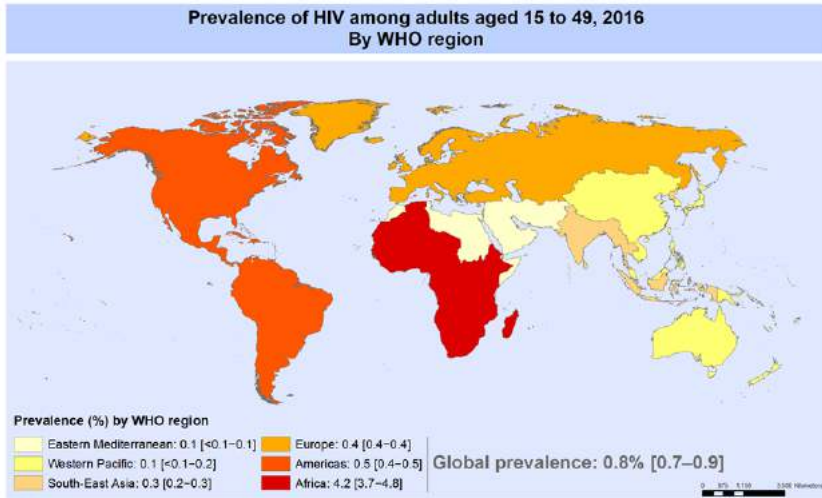 Prevalence of HIV among adults aged 15 to 49, 2016
By WHO region
Prevalence (%) by WHO region
Eastern Mediterranean: 0.1 [<0.1–0.1]
Western Pacific: 0.1 [<0.1–0.2]
South-East Asia: 0.3 [0.2–0.3]
Europe: 0.4 [0.4–0.4]
Americas: 0.5 [0.4–0.5]
Africa: 4.2 [3.7–4.8]
Global prevalence: 0.8% [0.7–0.9]